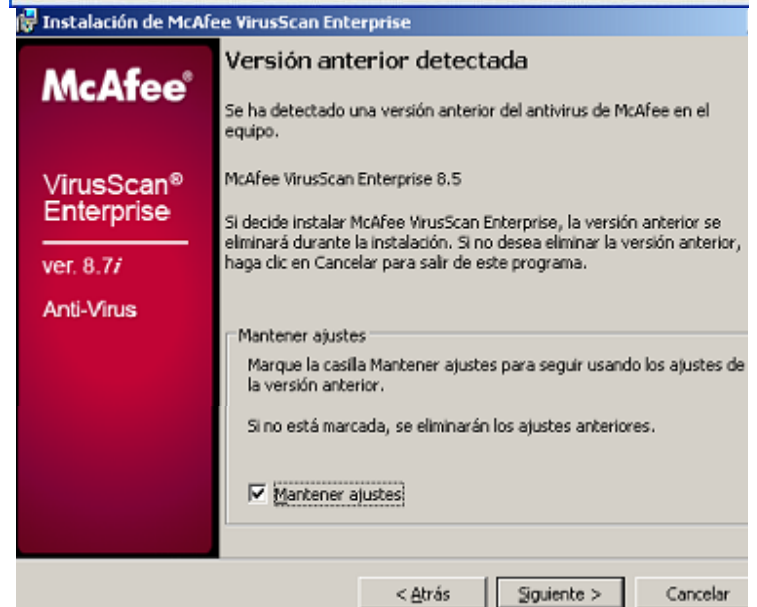 Instalación de McAfee VirusScan Enterprise
McAfee®
VirusScan®
Enterprise
ver. 8.7i
Anti-Virus
Versión anterior detectada
Se ha detectado una versión anterior del antivirus de McAfee en el
equipo.
McAfee VirusScan Enterprise 8.5
Si decide instalar McAfee VirusScan Enterprise, la versión anterior se
eliminará durante la instalación. Si no desea eliminar la versión anterior,
haga clic en Cancelar para salir de este programa.
Mantener ajustes
Marque la casilla Mantener ajustes para seguir usando los ajustes de
la versión anterior.
Si no está marcada, se eliminarán los ajustes anteriores.
Mantener ajustes
< Atrás
Siguiente >
Cancelar